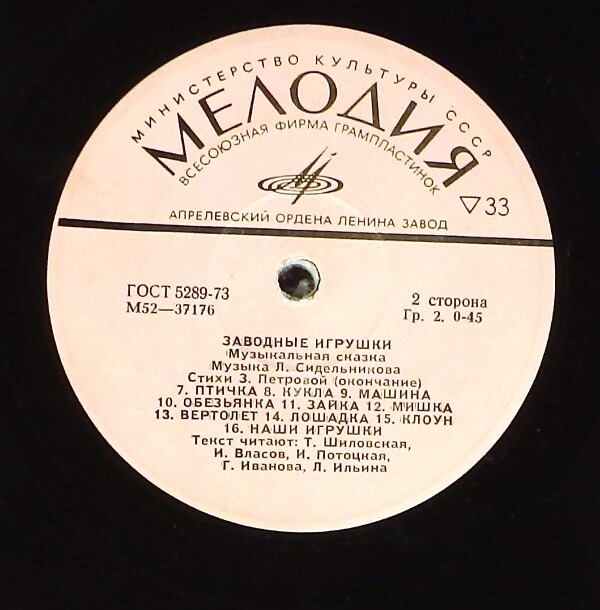 МИНИСТЕРСТВО КУЛЬТУРЫ СССР
МЕЛОДИЯ
ВСЕСОЮЗНАЯ ФИРМА ГРАМПЛАСТИНОК
▽33
АПРЕЛЕВСКИЙ ОРДЕНА ЛЕНИНА ЗАВОД
ГОСТ 5289-73
М52—37176
2 сторона
Гр. 2. 0-45
ЗАВОДНЫЕ ИГРУШКИ
Музыкальная сказка
Музыка Л. Сидельникова
Стихи З. Петровой (окончание)
7. ПТИЧКА 8. КУКЛА 9. МАШИНА
10. ОБЕЗЬЯНКА 11. ЗАЙКА 12. МИШКА
13. ВЕРТОЛЕТ 14. ЛОШАДКА 15. КЛОУН
16. НАШИ ИГРУШКИ
Текст читают: Т. Шиловская,
И. Власов, И. Потоцкая,
Г. Иванова, Л. Ильина